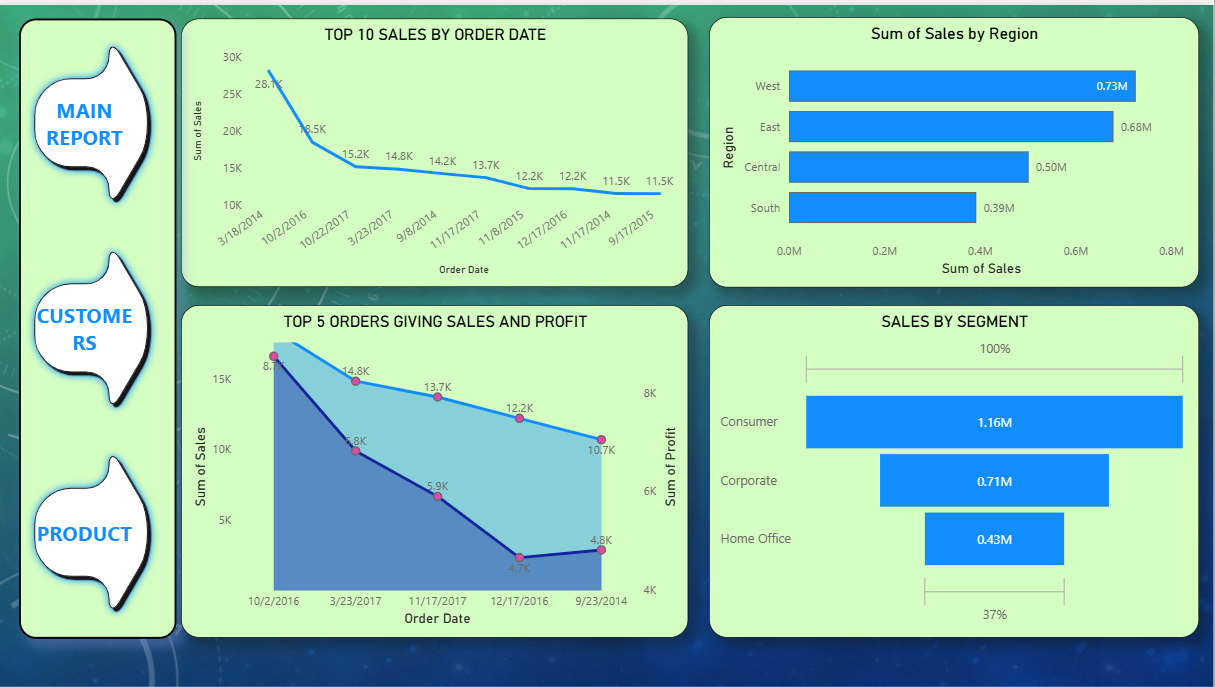 MAIN
REPORT
CUSTOME
RS
PRODUCT
TOP 10 SALES BY ORDER DATE
Sum of Sales
30K
25K
20K
15K
10K
28.1K
18.5K
15.2K
14.8K
14.2K
13.7K
12.2K
12.2K
11.5K
11.5K
3/18/2014
10/2/2016
10/22/2017
3/23/2017
9/8/2014
11/17/2017
11/8/2015
12/17/2016
11/17/2014
9/17/2015
Order Date
Sum of Sales by Region
Region
West
0.73M
East
0.68M
Central
0.50M
South
0.39M
0.0M
0.2M
0.4M
0.6M
0.8M
Sum of Sales
TOP 5 ORDERS GIVING SALES AND PROFIT
Sum of Sales
15K
10K
5K
14.8K
13.7K
12.2K
10.7K
8.7K
6.8K
5.9K
4.7K
4.8K
8K
6K
4K
Sum of Profit
10/2/2016
3/23/2017
11/17/2017
12/17/2016
9/23/2014
Order Date
SALES BY SEGMENT
100%
Consumer
1.16M
Corporate
0.71M
Home Office
0.43M
37%